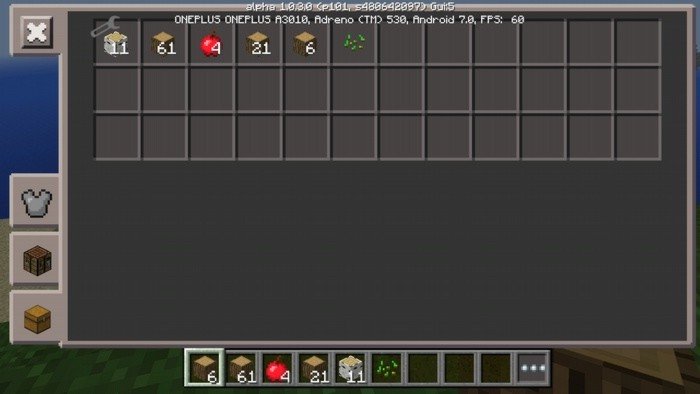 alpha 1.0.3.0 (p101, s480642097) Gui:5
ONEPLUS ONEPLUS A3010, Adreno (TM) 530, Android 7.0, FPS: 60
11 61 4 21 6
6 61 4 21 11